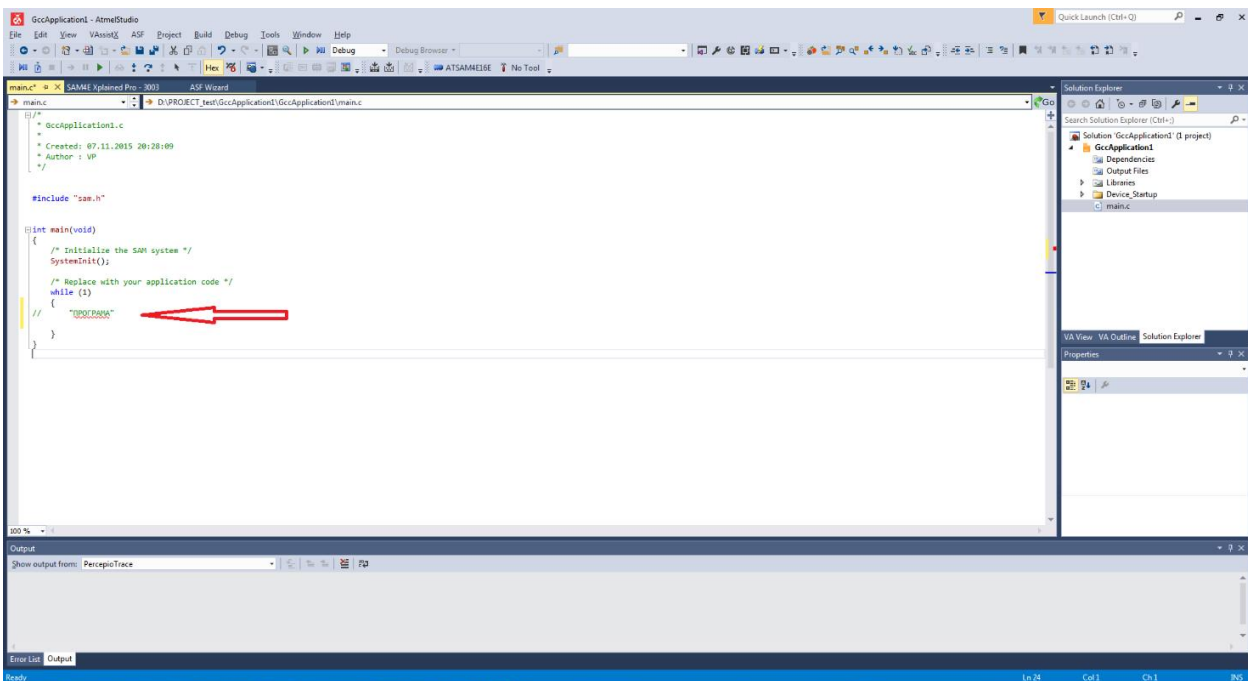 GccApplication1 - AtmelStudio
Quick Launch (Ctrl+Q)
File Edit View VAssistX ASF Project Build Debug Tools Window Help
Debug
Debug Browser
Hex
ATSAM4E16E No Tool
main.c* SAM4E Xplained Pro - 3003 ASF Wizard
main.c
D:\PROJECT_test\GccApplication1\GccApplication1\main.c
Go
/*
* GccApplication1.c
*
* Created: 07.11.2015 20:28:09
* Author : VP
*/
#include "sam.h"
int main(void)
{
/* Initialize the SAM system */
SystemInit();
/* Replace with your application code */
while (1)
{
// "ПРОГРАМА"
}
}
100 %
Solution Explorer
Search Solution Explorer (Ctrl+;)
Solution 'GccApplication1' (1 project)
GccApplication1
Dependencies
Output Files
Libraries
Device_Startup
main.c
VA View VA Outline Solution Explorer
Properties
Output
Show output from: PercepioTrace
Error List Output
Ready Ln 24 Col 1 Ch 1 INS